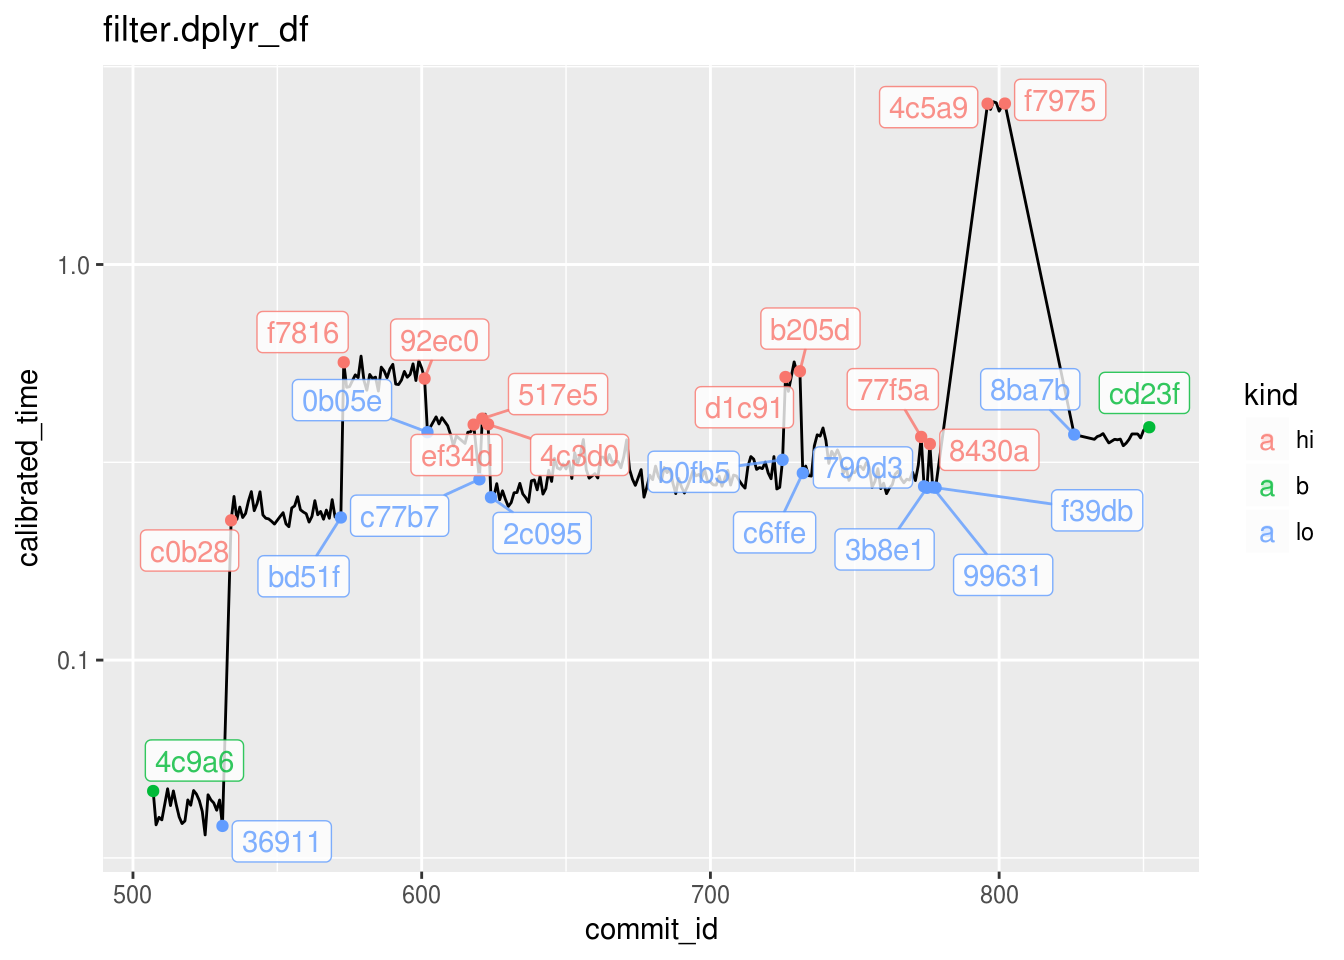 filter.dplyr_df
4c5a9
f7975
1.0
f7816
92ec0
b205d
0b05e
517e5
d1c91
77f5a
8ba7b
cd23f
ef34d
4c3d0
b0fb5
790d3
8430a
c77b7
2c095
c6ffe
f39db
c0b28
bd51f
3b8e1
99631
0.1
4c9a6
36911
500
600
700
800
commit_id
calibrated_time
kind
a hi
a b
a lo